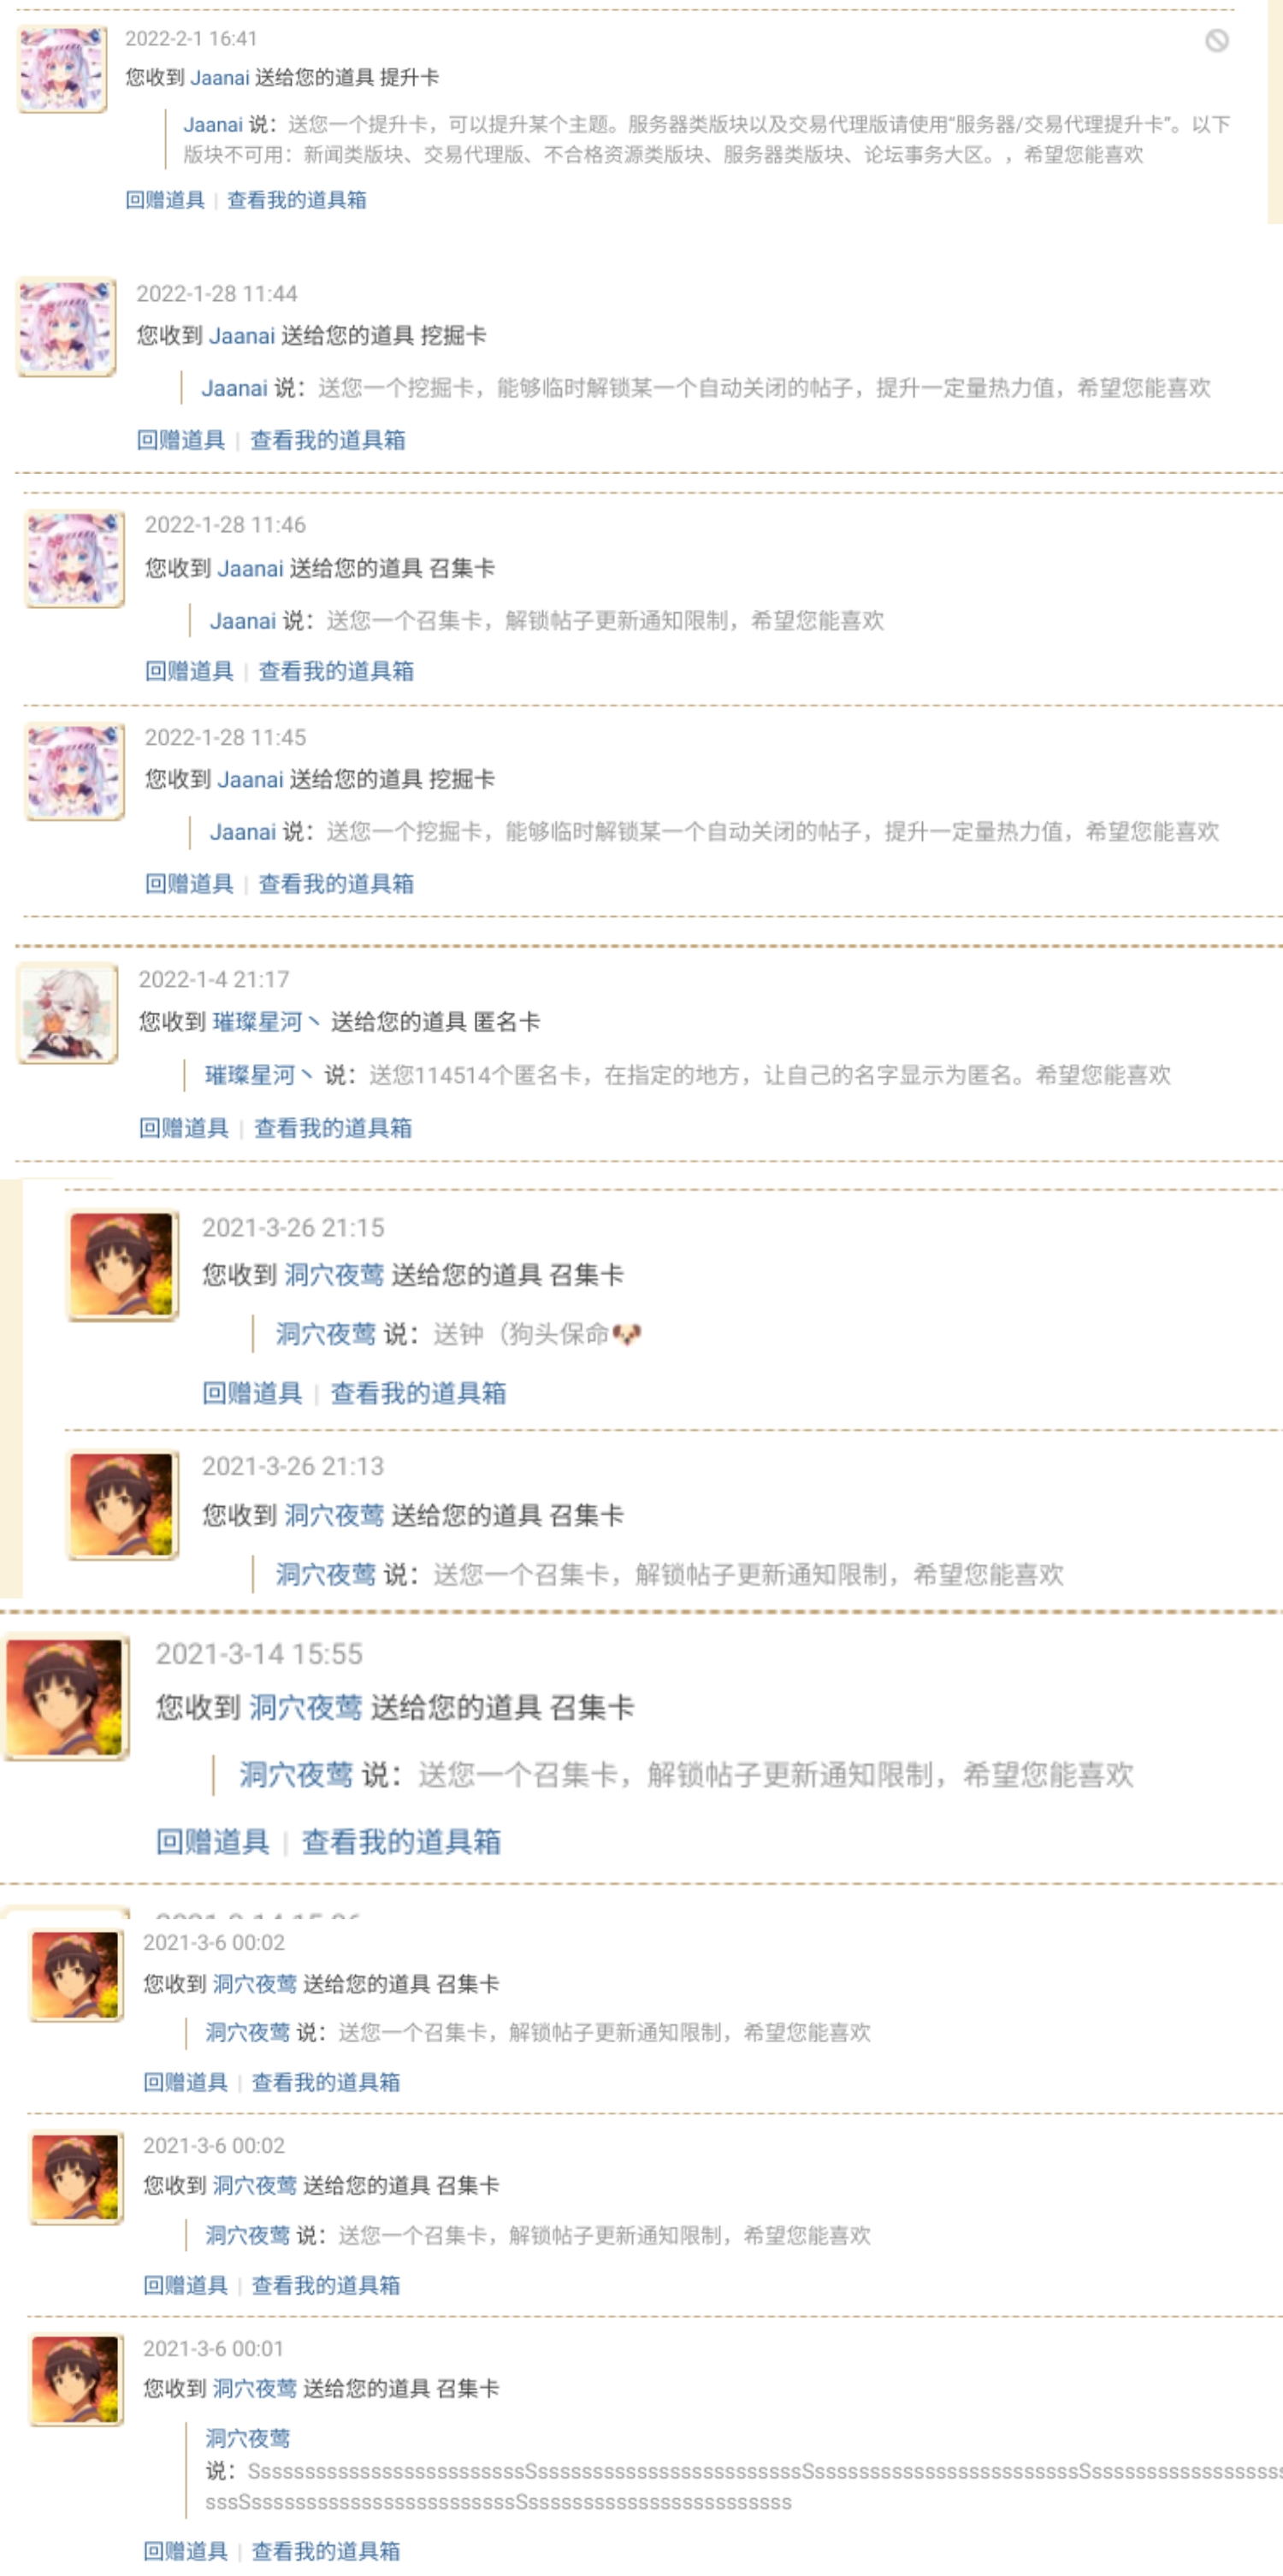 2022-2-1 16:41
您收到 Jaanai 送给您的道具 提升卡
Jaanai 说：送您一个提升卡，可以提升某个主题。服务器类版块以及交易代理版请使用“服务器/交易代理提升卡”。以下
版块不可用：新闻类版块、交易代理版、不合格资源类版块、服务器类版块、论坛事务大区。，希望您能喜欢
回赠道具 | 查看我的道具箱
2022-1-28 11:44
您收到 Jaanai 送给您的道具 挖掘卡
Jaanai 说：送您一个挖掘卡，能够临时解锁某一个自动关闭的帖子，提升一定量热力值，希望您能喜欢
回赠道具 | 查看我的道具箱
2022-1-28 11:46
您收到 Jaanai 送给您的道具 召集卡
Jaanai 说：送您一个召集卡，解锁帖子更新通知限制，希望您能喜欢
回赠道具 | 查看我的道具箱
2022-1-28 11:45
您收到 Jaanai 送给您的道具 挖掘卡
Jaanai 说：送您一个挖掘卡，能够临时解锁某一个自动关闭的帖子，提升一定量热力值，希望您能喜欢
回赠道具 | 查看我的道具箱
2022-1-4 21:17
您收到 璀璨星河丶 送给您的道具 匿名卡
璀璨星河丶 说：送您114514个匿名卡，在指定的地方，让自己的名字显示为匿名。希望您能喜欢
回赠道具 | 查看我的道具箱
2021-3-26 21:15
您收到 洞穴夜莺 送给您的道具 召集卡
洞穴夜莺 说：送钟（狗头保命🐶
回赠道具 | 查看我的道具箱
2021-3-26 21:13
您收到 洞穴夜莺 送给您的道具 召集卡
洞穴夜莺 说：送您一个召集卡，解锁帖子更新通知限制，希望您能喜欢
2021-3-14 15:55
您收到 洞穴夜莺 送给您的道具 召集卡
洞穴夜莺 说：送您一个召集卡，解锁帖子更新通知限制，希望您能喜欢
回赠道具 | 查看我的道具箱
2021-3-6 00:02
您收到 洞穴夜莺 送给您的道具 召集卡
洞穴夜莺 说：送您一个召集卡，解锁帖子更新通知限制，希望您能喜欢
回赠道具 | 查看我的道具箱
2021-3-6 00:02
您收到 洞穴夜莺 送给您的道具 召集卡
洞穴夜莺 说：送您一个召集卡，解锁帖子更新通知限制，希望您能喜欢
回赠道具 | 查看我的道具箱
2021-3-6 00:01
您收到 洞穴夜莺 送给您的道具 召集卡
洞穴夜莺
说：SsssssssssssssssssssssssssSsssssssssssssssssssssssssSsssssssssssssssssssssssssSsssssssssssssssssss
sssSsssssssssssssssssssssssssSsssssssssssssssssssssssss
回赠道具 | 查看我的道具箱